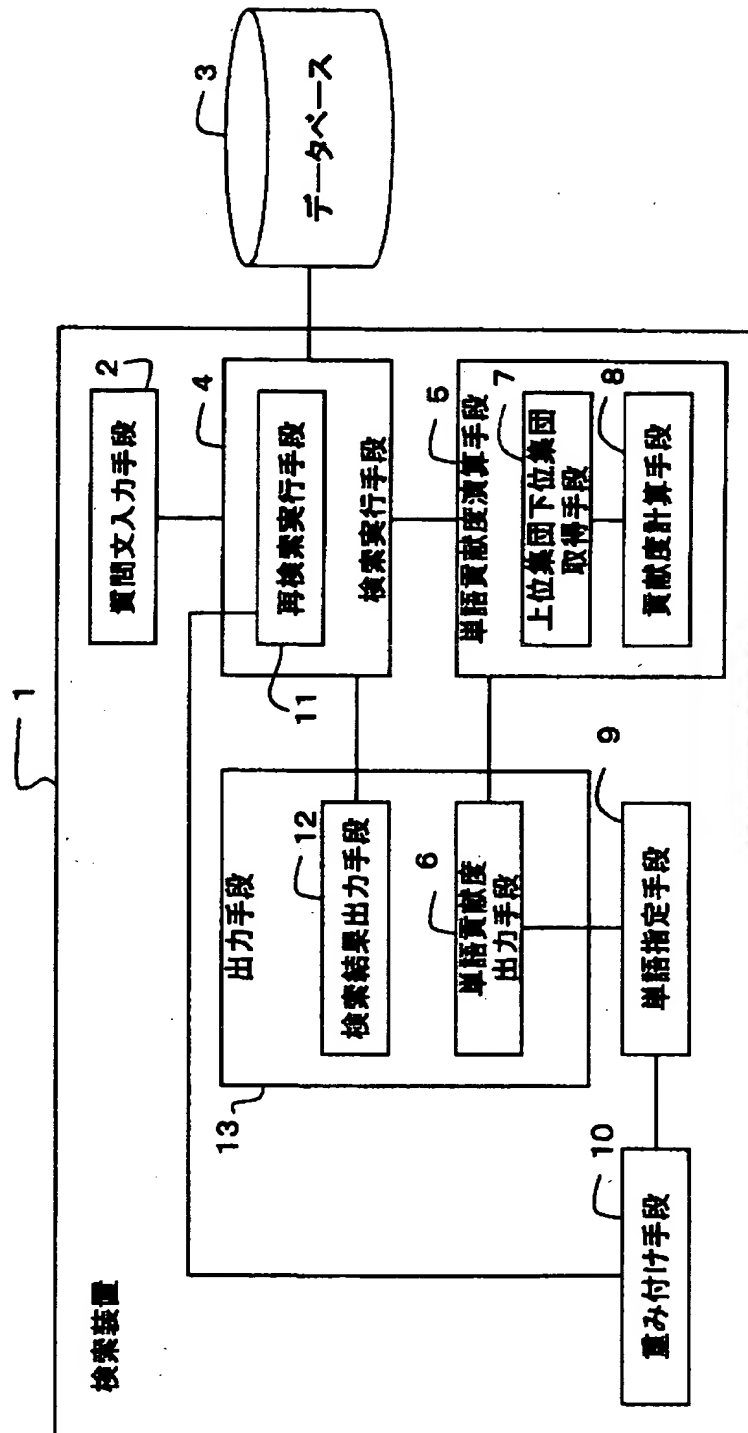 検索装置
1
質問文入力手段
2
データベース
3
4
再検索実行手段
11
検索実行手段
単語貢献度演算手段
5
上位集団下位集団
取得手段
7
貢献度計算手段
8
出力手段
13
検索結果出力手段
12
単語貢献度
出力手段
6
単語指定手段
9
重み付け手段
10